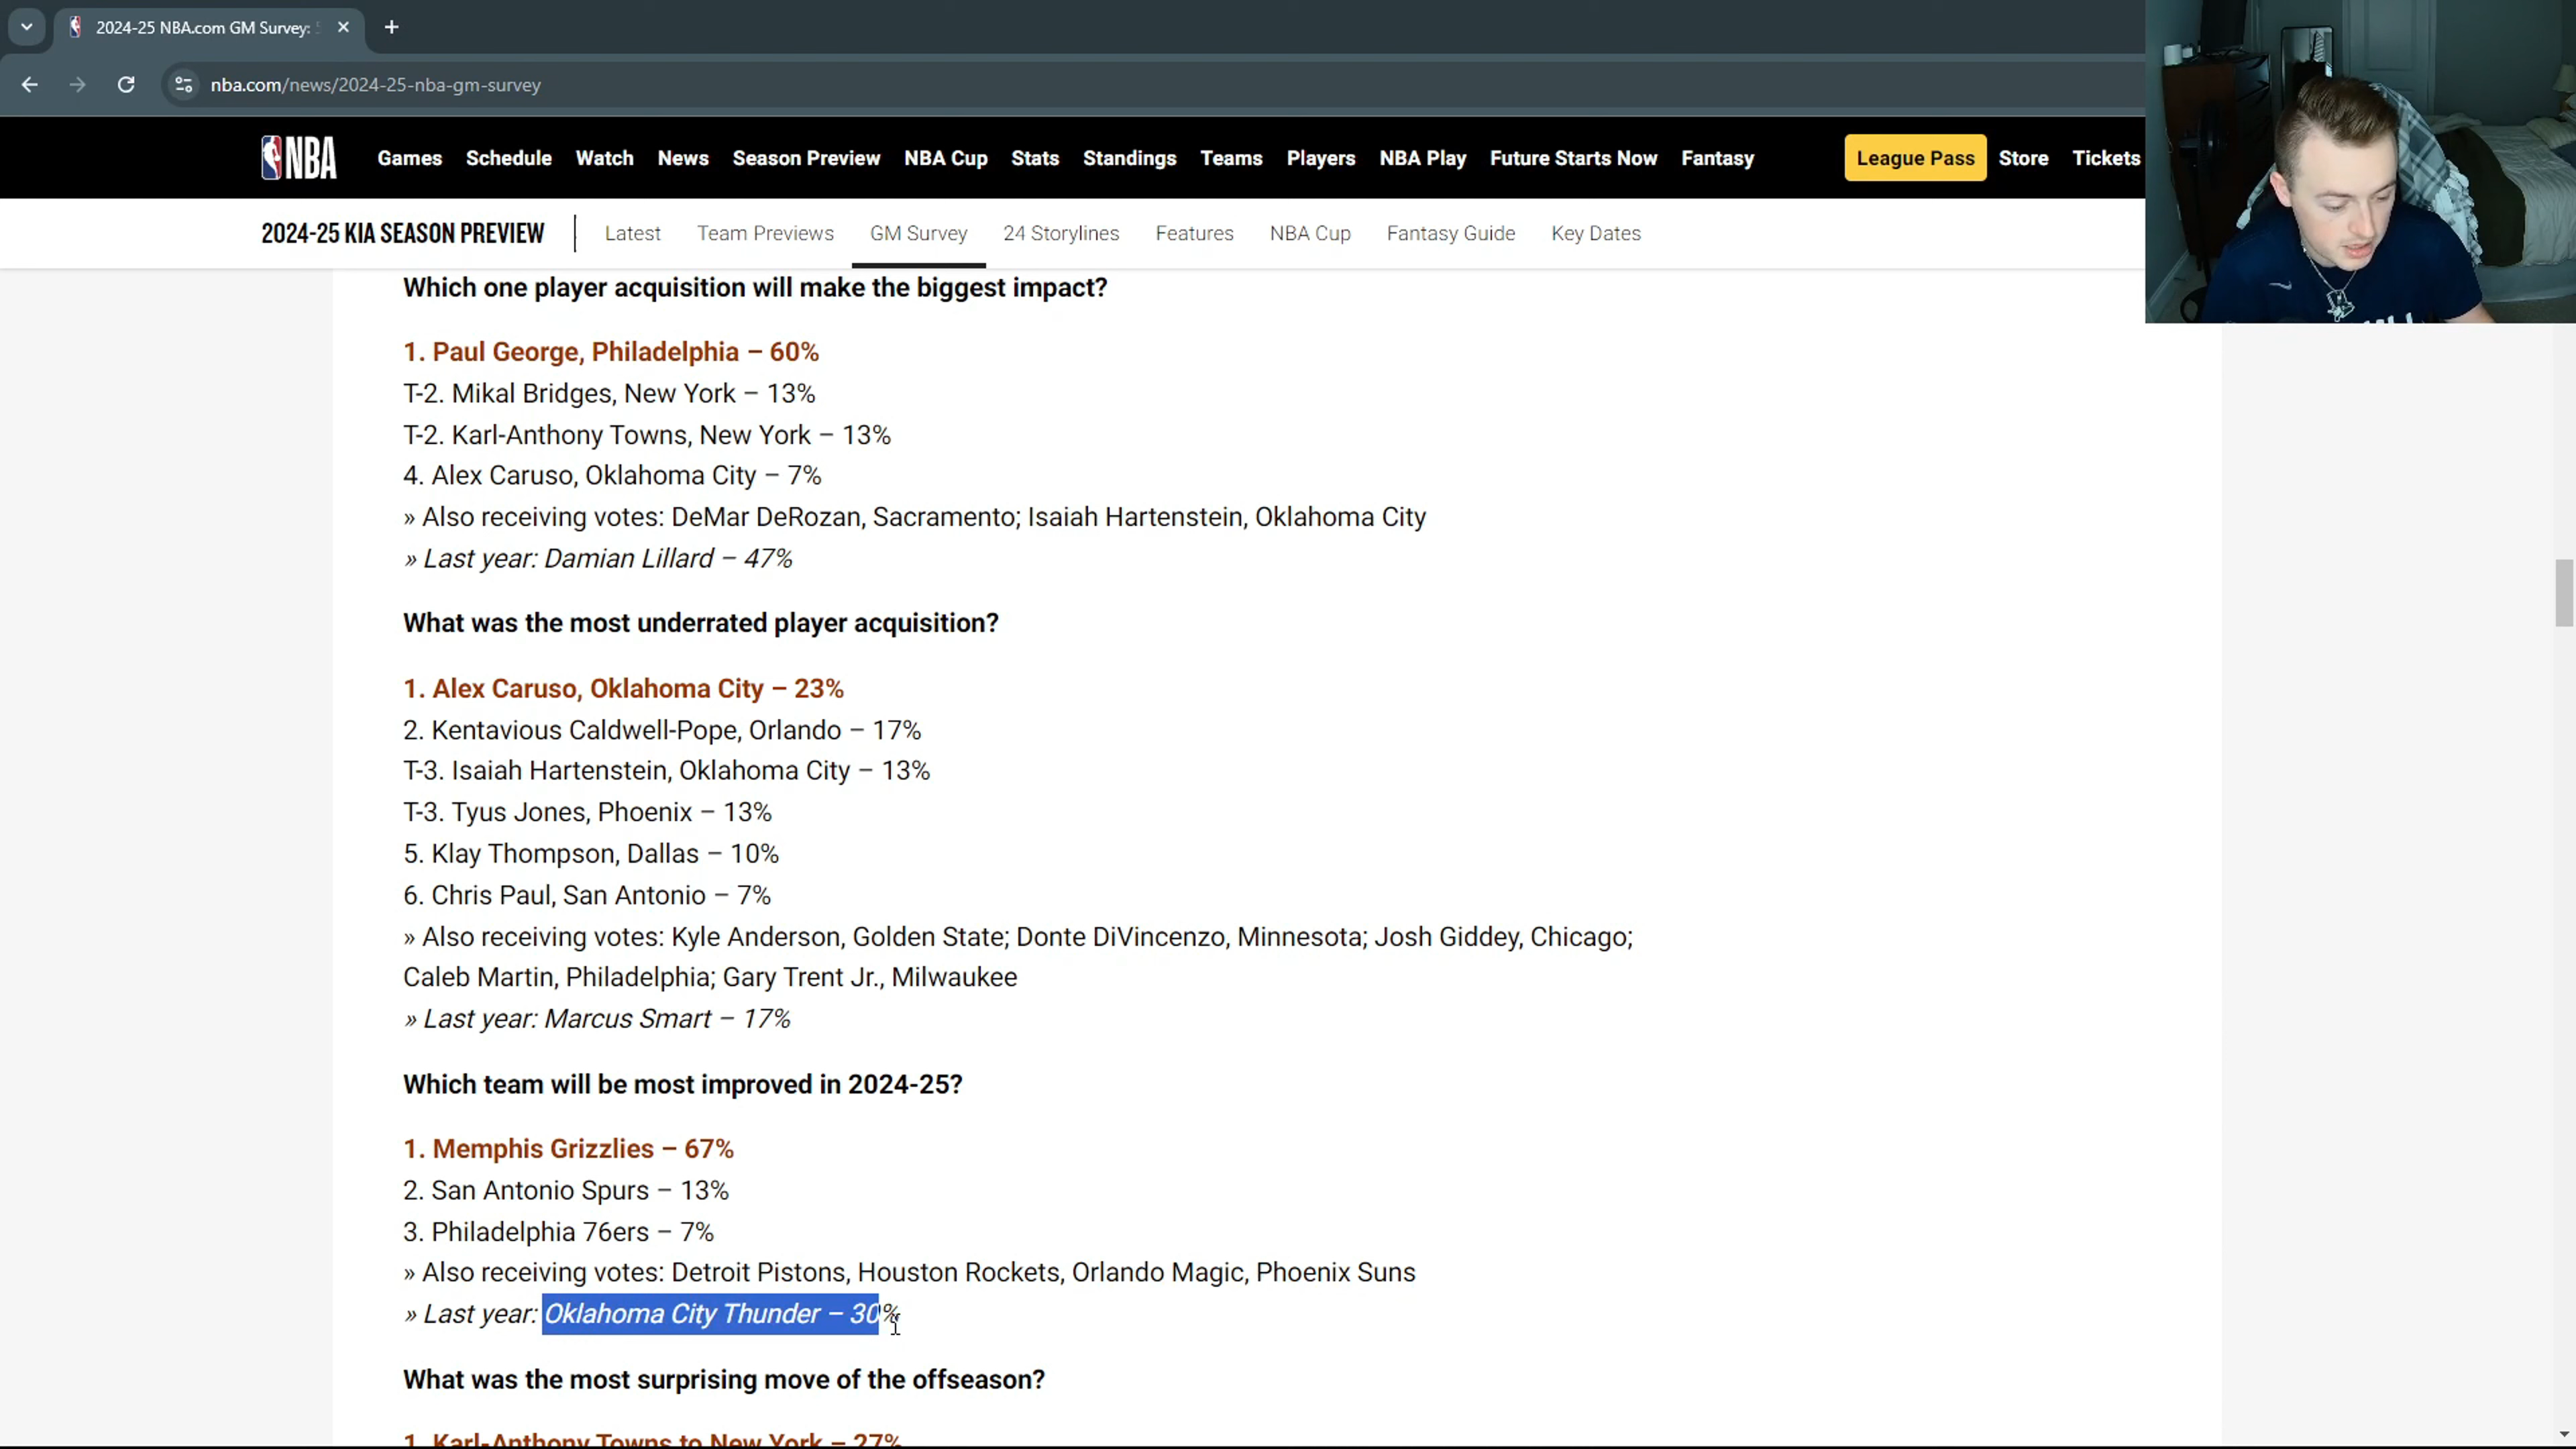 2024-25 NBA.com GM Survey:
nba.com/news/2024-25-nba-gm-survey
NBA Games Schedule Watch News Season Preview NBA Cup Stats Standings Teams Players NBA Play Future Starts Now Fantasy League Pass Store Tickets
2024-25 KIA SEASON PREVIEW Latest Team Previews GM Survey 24 Storylines Features NBA Cup Fantasy Guide Key Dates
Which one player acquisition will make the biggest impact?
1. Paul George, Philadelphia – 60%
T-2. Mikal Bridges, New York – 13%
T-2. Karl-Anthony Towns, New York – 13%
4. Alex Caruso, Oklahoma City – 7%
» Also receiving votes: DeMar DeRozan, Sacramento; Isaiah Hartenstein, Oklahoma City
» Last year: Damian Lillard – 47%
What was the most underrated player acquisition?
1. Alex Caruso, Oklahoma City – 23%
2. Kentavious Caldwell-Pope, Orlando – 17%
T-3. Isaiah Hartenstein, Oklahoma City – 13%
T-3. Tyus Jones, Phoenix – 13%
5. Klay Thompson, Dallas – 10%
6. Chris Paul, San Antonio – 7%
» Also receiving votes: Kyle Anderson, Golden State; Donte DiVincenzo, Minnesota; Josh Giddey, Chicago;
Caleb Martin, Philadelphia; Gary Trent Jr., Milwaukee
» Last year: Marcus Smart – 17%
Which team will be most improved in 2024-25?
1. Memphis Grizzlies – 67%
2. San Antonio Spurs – 13%
3. Philadelphia 76ers – 7%
» Also receiving votes: Detroit Pistons, Houston Rockets, Orlando Magic, Phoenix Suns
» Last year: Oklahoma City Thunder – 30%
What was the most surprising move of the offseason?
1. Karl-Anthony Towns to New York – 27%